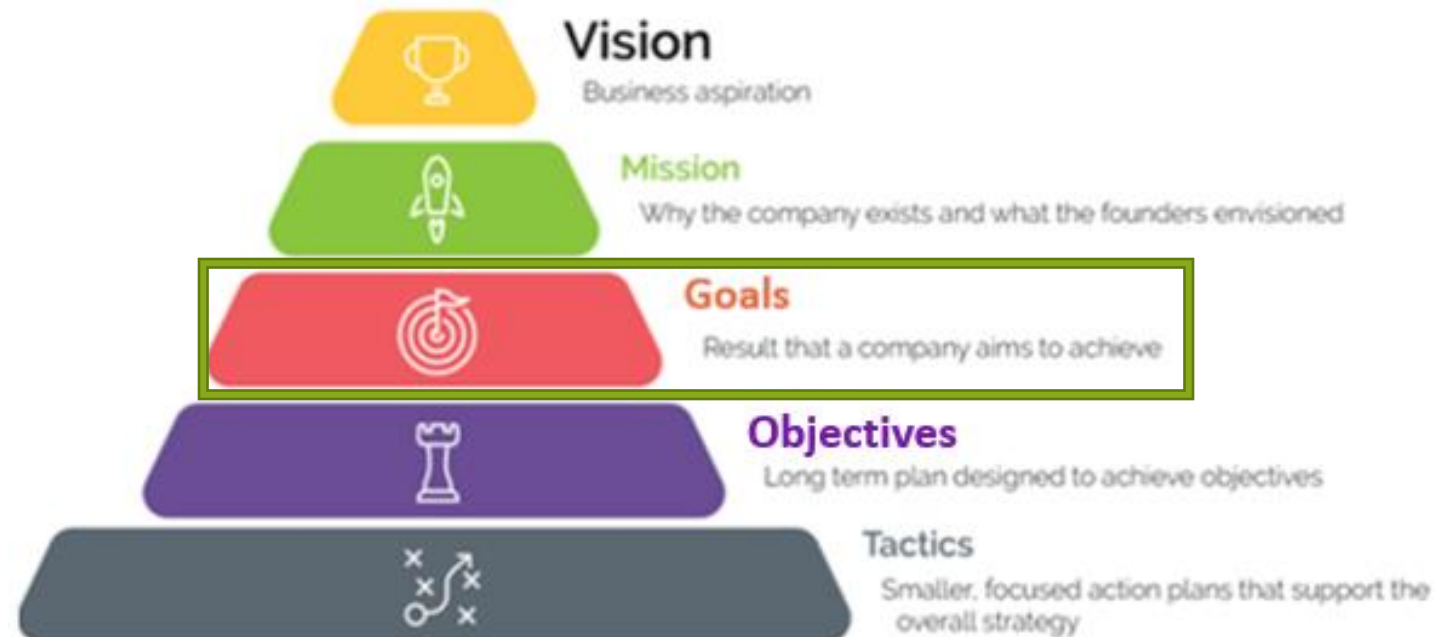 Vision
Business aspiration
Mission
Why the company exists and what the founders envisioned
Goals
Result that a company aims to achieve
Objectives
Long term plan designed to achieve objectives
Tactics
Smaller, focused action plans that support the
overall strategy